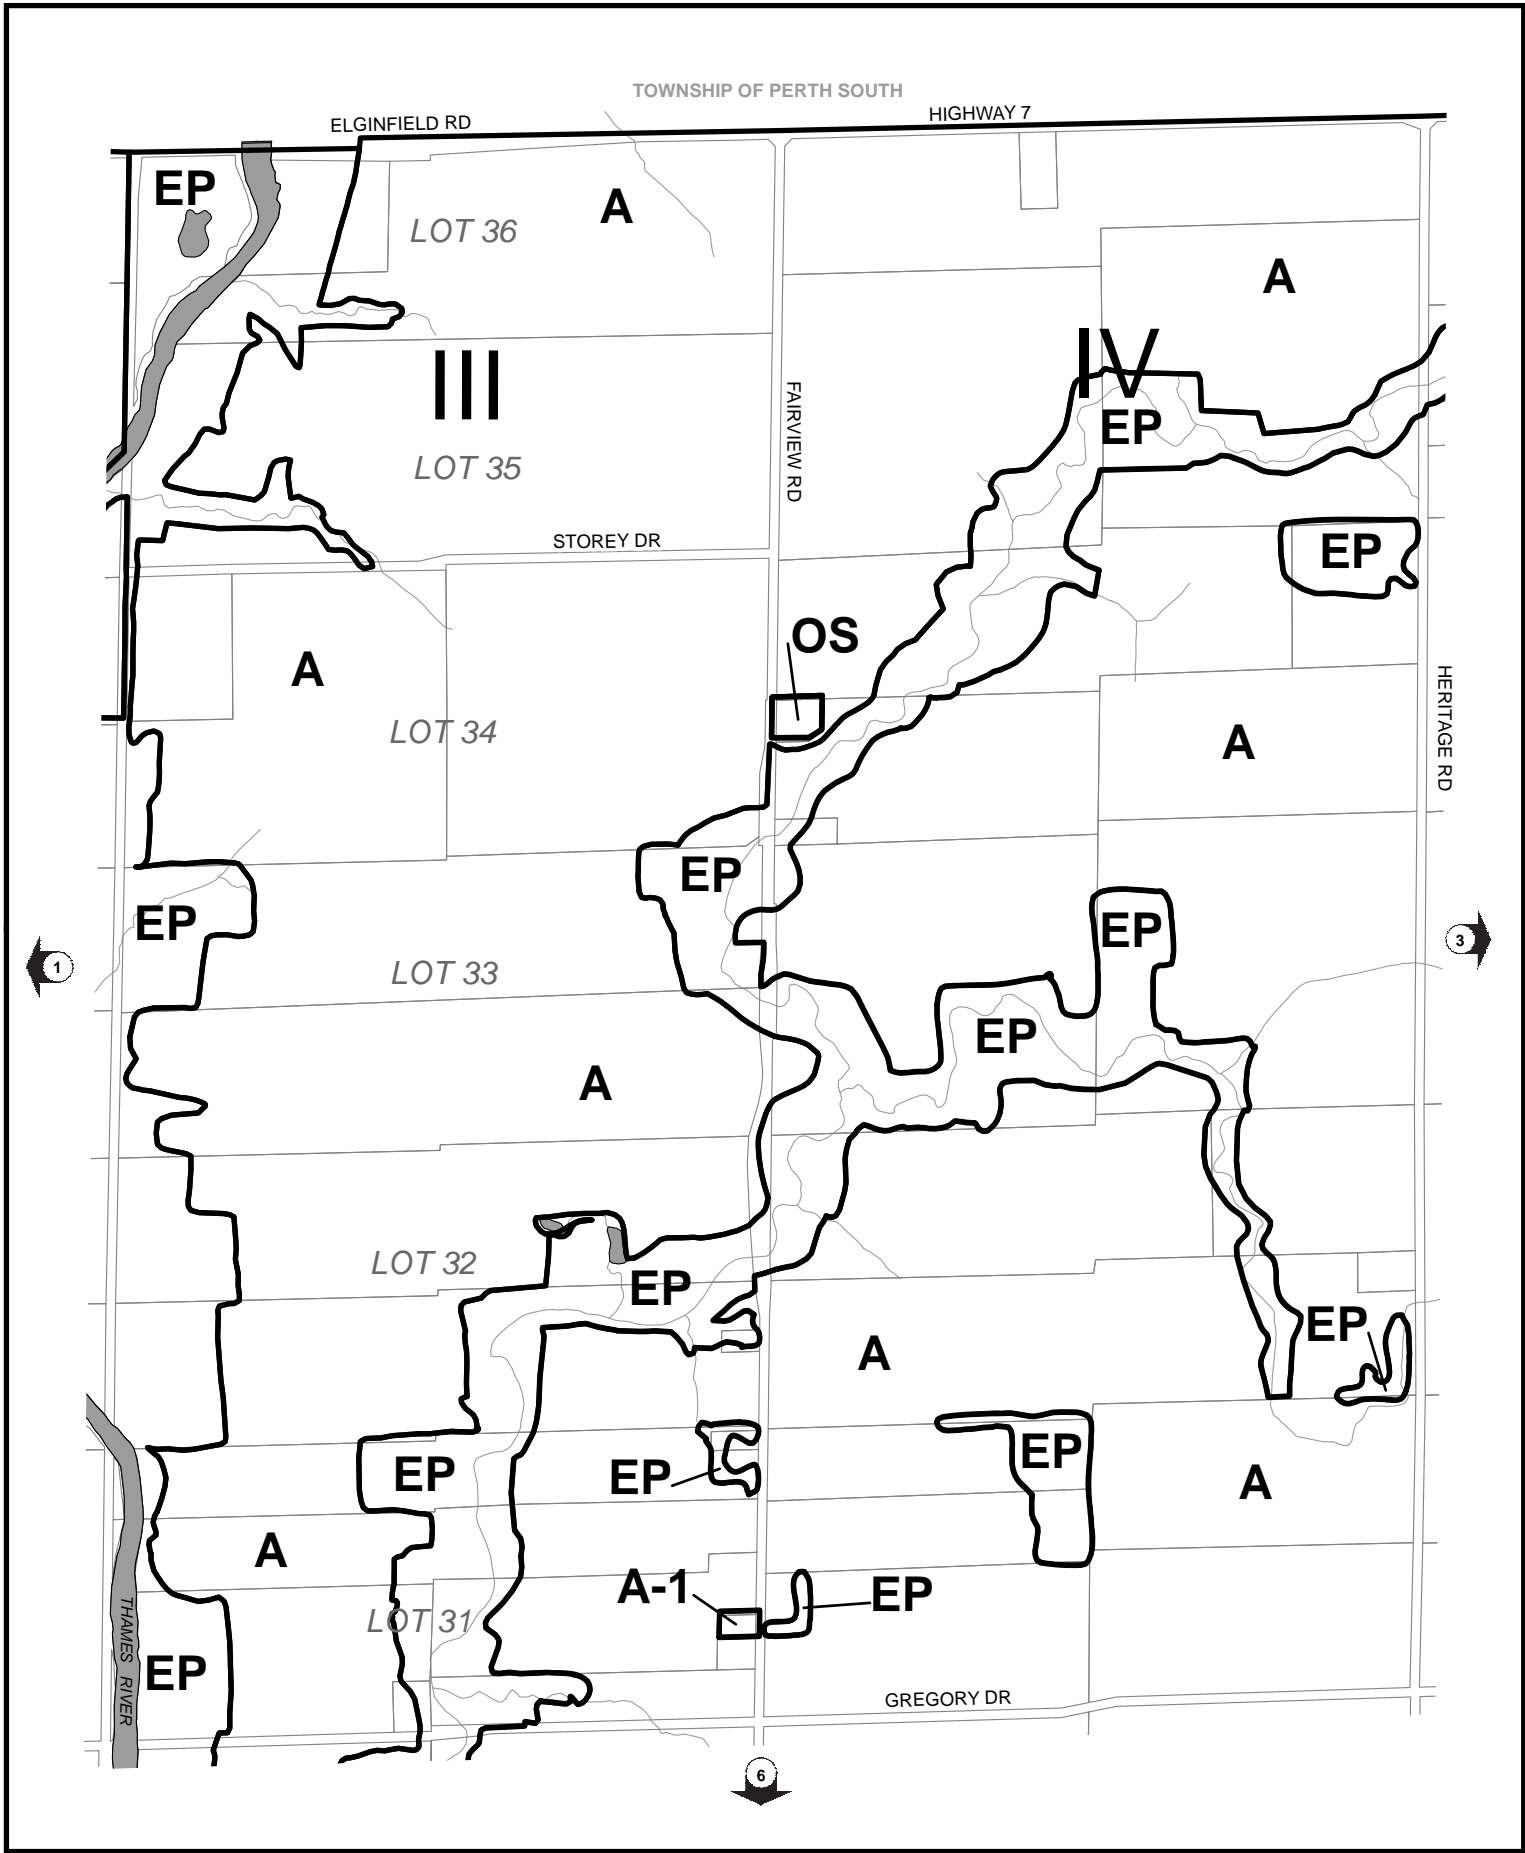 TOWNSHIP OF PERTH SOUTH
HIGHWAY 7
ELGINFIELD RD
EP
A
LOT 36
A
III
IV
FAIRVIEW RD
EP
LOT 35
STOREY DR
EP
OS
A
HERITAGE RD
LOT 34
A
EP
EP
EP
1
3
LOT 33
EP
A
LOT 32
EP
EP
A
EP
EP
EP
A
A
A-1
EP
LOT 31
THAMES RIVER
EP
GREGORY DR
6